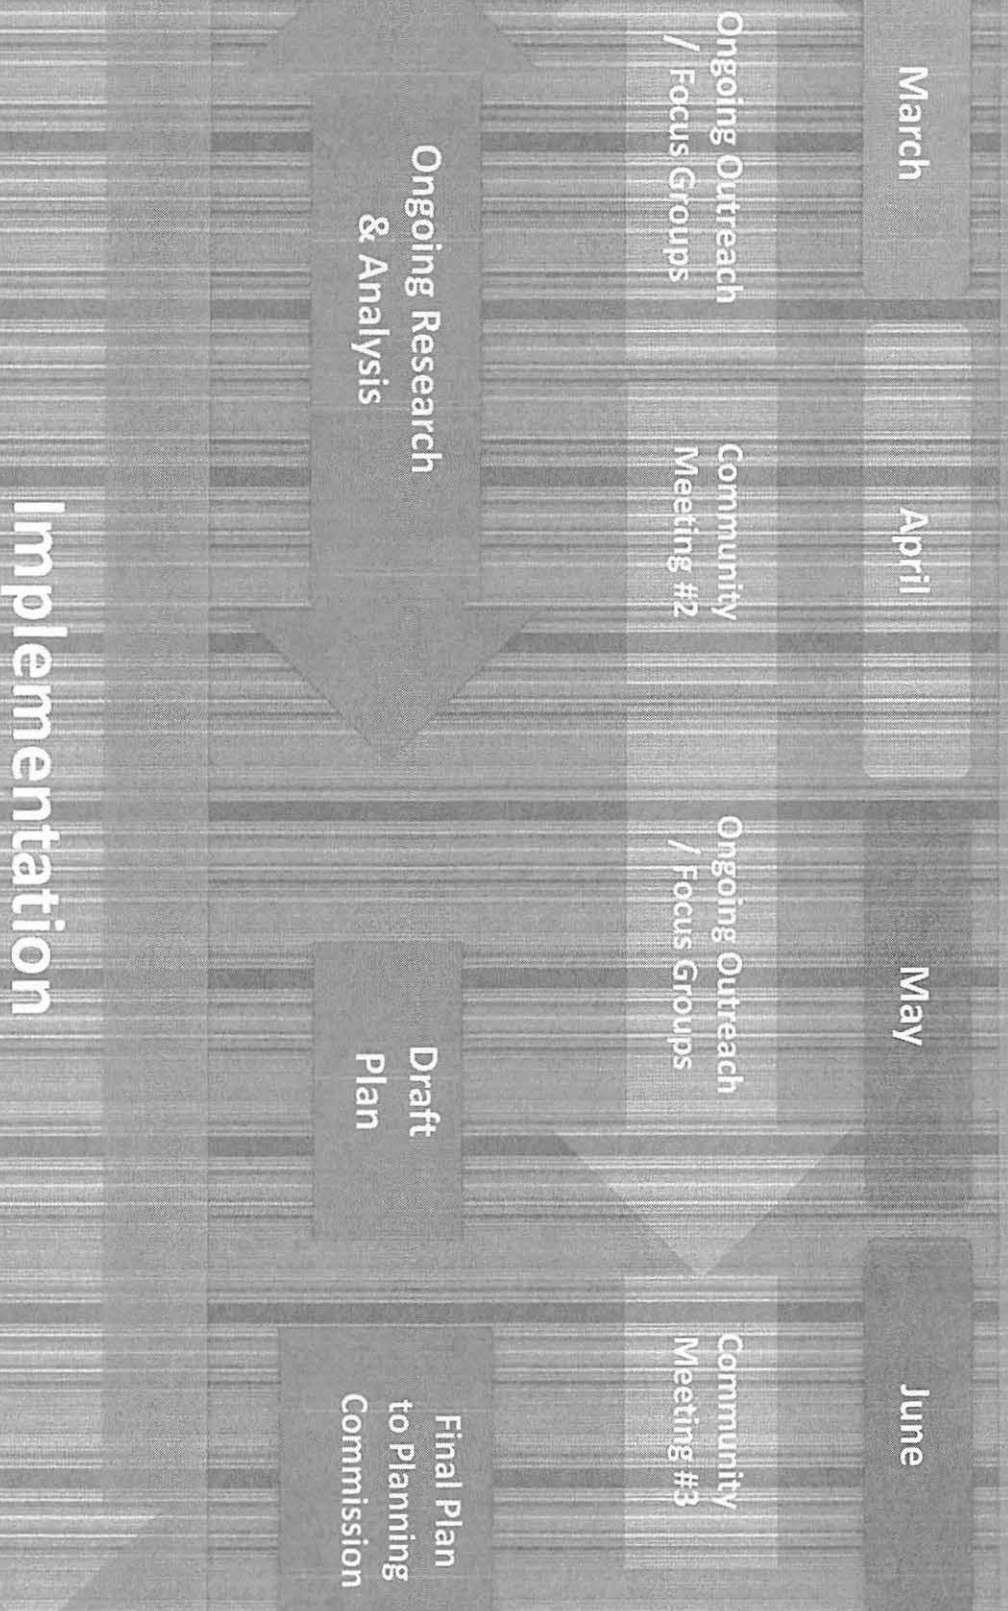 March
April
May
June
Ongoing Outreach
/ Focus Groups
Community
Meeting #2
Ongoing Outreach
/ Focus Groups
Community
Meeting #3
Ongoing Research
& Analysis
Draft
Plan
Final Plan
to Planning
Commission
Implementation